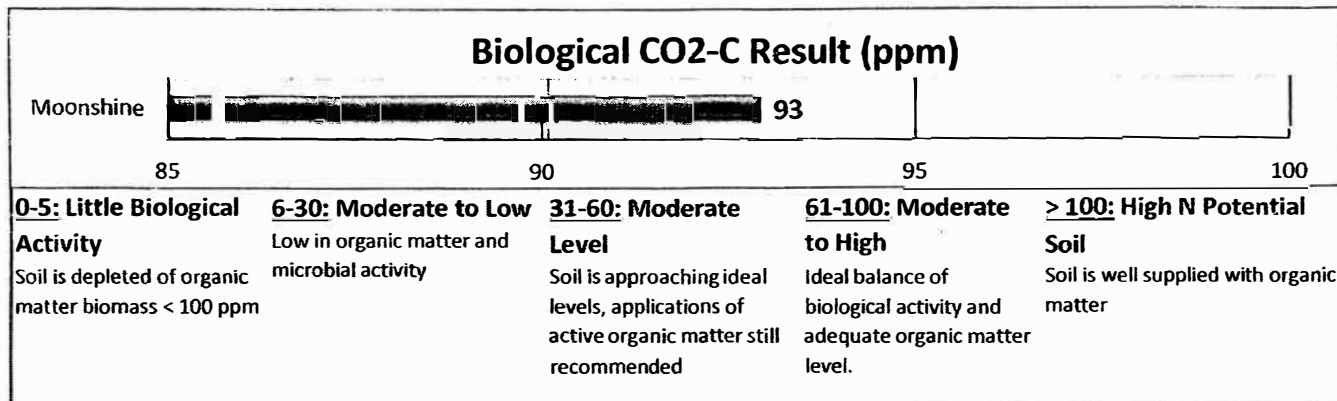 Biological CO2-C Result (ppm)
Moonshine
93
85 90 95 100
0-5: Little Biological
Activity
Soil is depleted of organic
matter biomass < 100 ppm
6-30: Moderate to Low
Low in organic matter and
microbial activity
31-60: Moderate
Level
Soil is approaching ideal
levels, applications of
active organic matter still
recommended
61-100: Moderate
to High
Ideal balance of
biological activity and
adequate organic matter
level.
> 100: High N Potential
Soil
Soil is well supplied with organic
matter